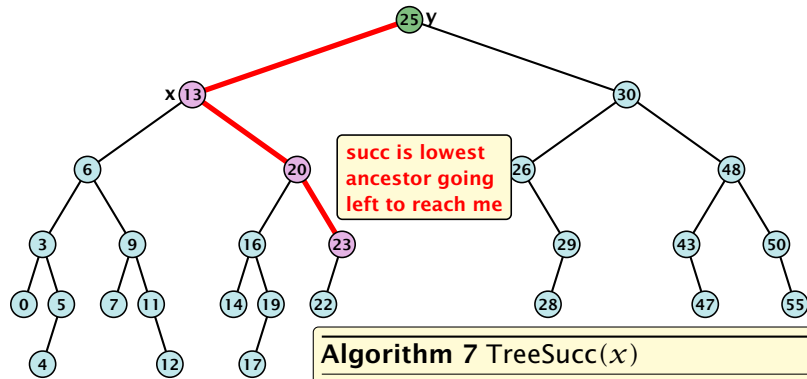 25 y
x 13 30
6 20 26 48
succ is lowest
ancestor going
left to reach me
3 9 16 23 29 43 50
0 5 7 11 14 19 22 28 47 55
4 12 17
Algorithm 7 TreeSucc(x)